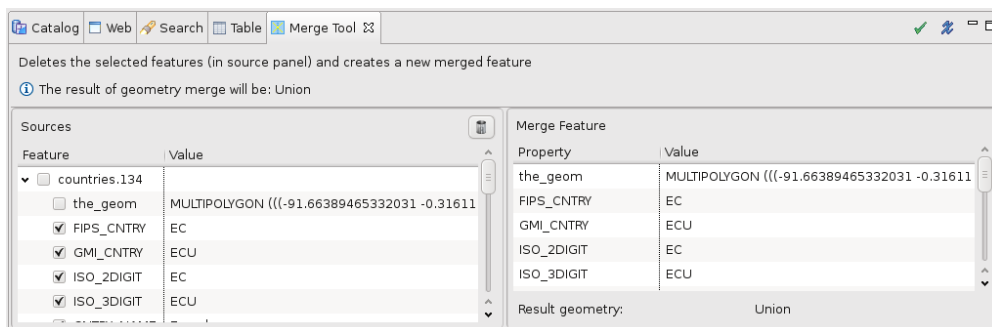 Catalog Web Search Table Merge Tool
Deletes the selected features (in source panel) and creates a new merged feature
The result of geometry merge will be: Union
Sources
Feature Value
countries.134
the_geom MULTIPOLYGON (((-91.66389465332031 -0.31611
FIPS_CNTRY EC
GMI_CNTRY ECU
ISO_2DIGIT EC
ISO_3DIGIT ECU
Merge Feature
Property Value
the_geom MULTIPOLYGON (((-91.66389465332031 -0.31611
FIPS_CNTRY EC
GMI_CNTRY ECU
ISO_2DIGIT EC
ISO_3DIGIT ECU
Result geometry: Union